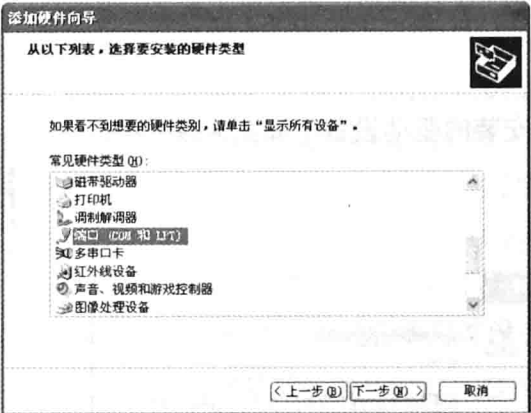 添加硬件向导
从以下列表，选择要安装的硬件类型
如果看不到想要的硬件类别，请单击“显示所有设备”。
常见硬件类型(H)：
磁带驱动器
打印机
调制解调器
端口 (COM 和 LPT)
多串口卡
红外线设备
声音、视频和游戏控制器
图像处理设备
< 上一步(B) 下一步(N) > 取消